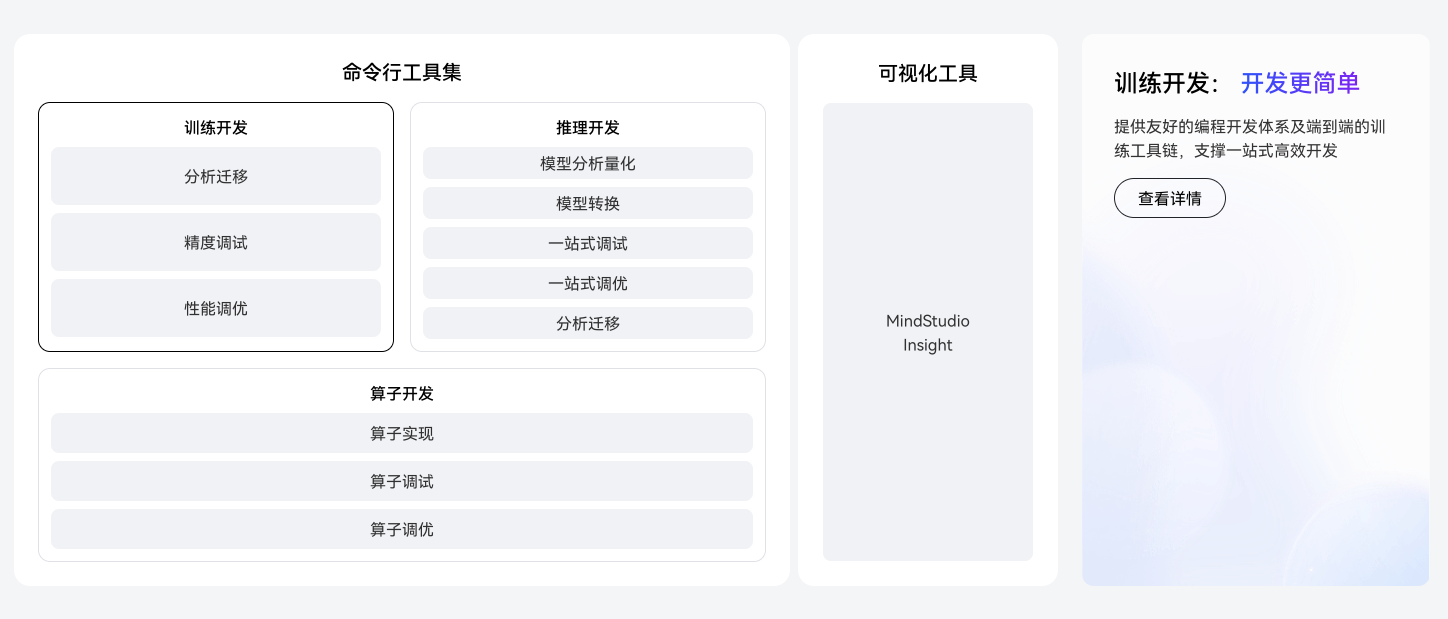 命令行工具集
训练开发
分析迁移
精度调试
性能调优
推理开发
模型分析量化
模型转换
一站式调试
一站式调优
分析迁移
算子开发
算子实现
算子调试
算子调优
可视化工具
MindStudio
Insight
训练开发： 开发更简单
提供友好的编程开发体系及端到端的训
练工具链，支撑一站式高效开发
查看详情